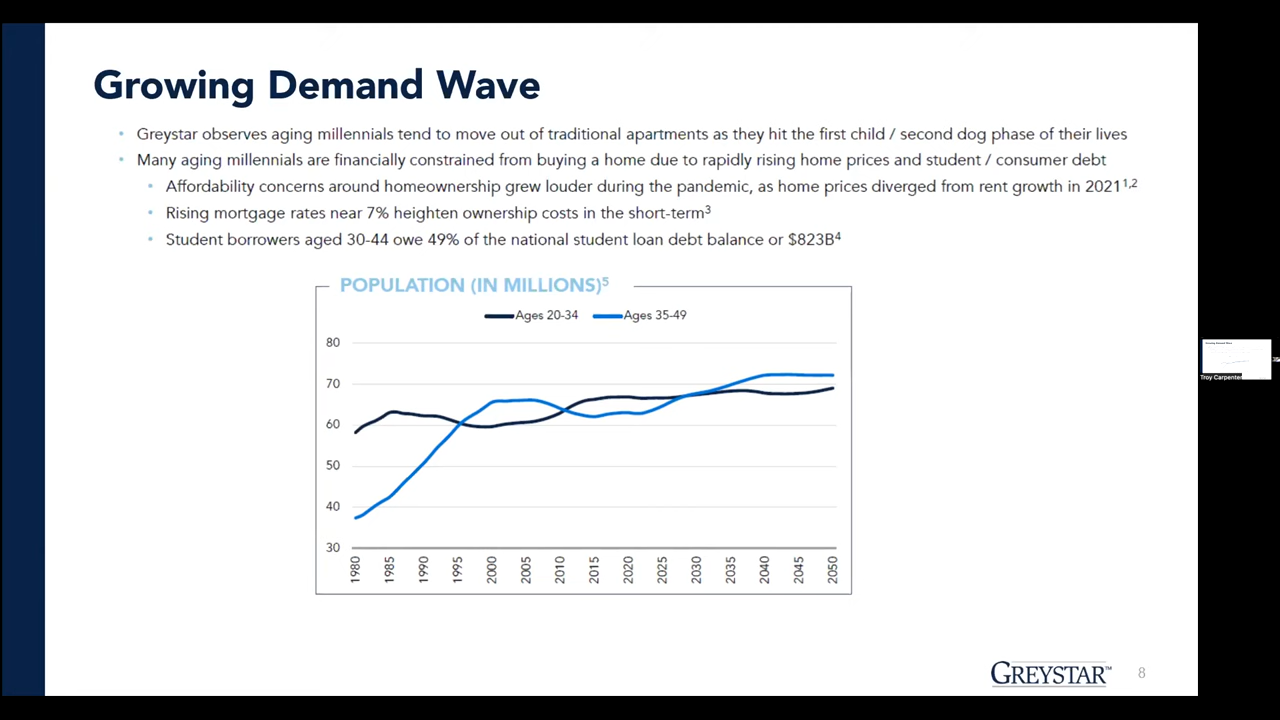 Growing Demand Wave
• Greystar observes aging millennials tend to move out of traditional apartments as they hit the first child / second dog phase of their lives
• Many aging millennials are financially constrained from buying a home due to rapidly rising home prices and student / consumer debt
• Affordability concerns around homeownership grew louder during the pandemic, as home prices diverged from rent growth in 2021¹,²
• Rising mortgage rates near 7% heighten ownership costs in the short-term³
• Student borrowers aged 30-44 owe 49% of the national student loan debt balance or $823B⁴
POPULATION (IN MILLIONS)⁵
Ages 20-34 Ages 35-49
80
70
60
50
40
30
1980 1985 1990 1995 2000 2005 2010 2015 2020 2025 2030 2035 2040 2045 2050
Troy Carpenter
GREYSTAR™ 8